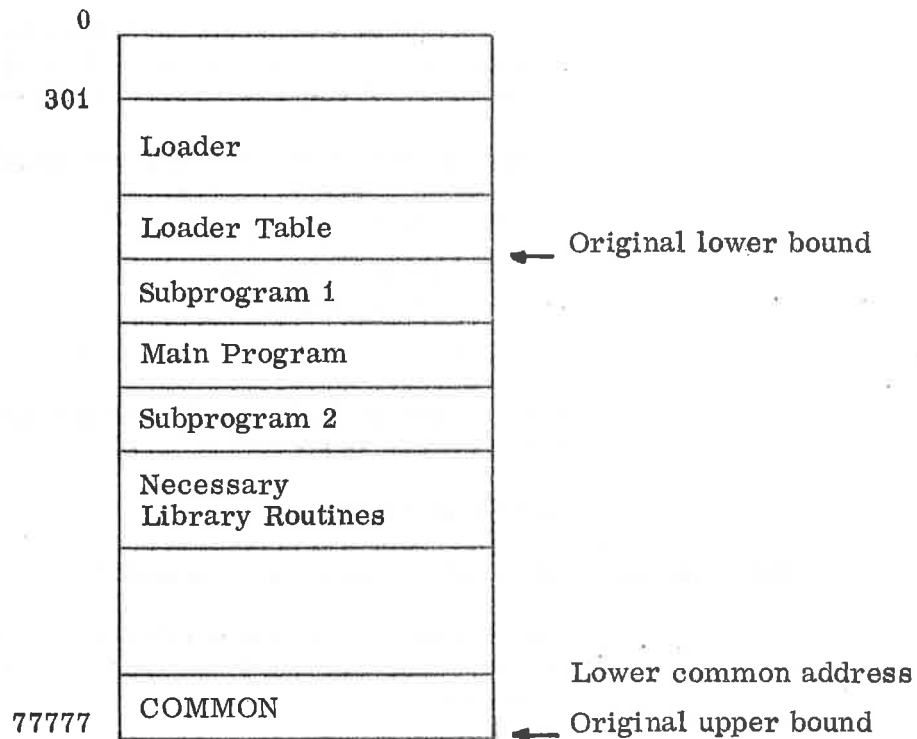 0
301
Loader
Loader Table
Original lower bound
Subprogram 1
Main Program
Subprogram 2
Necessary
Library Routines
Lower common address
77777
COMMON
Original upper bound